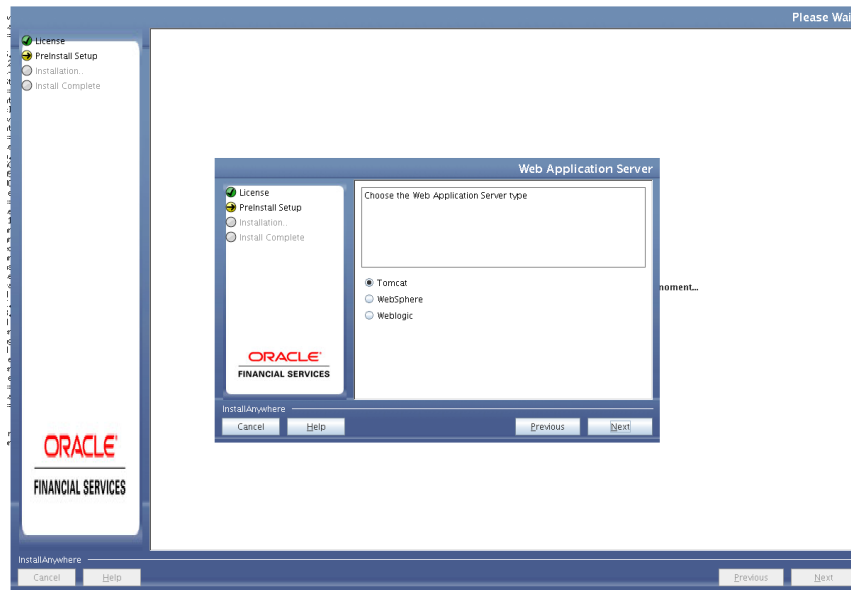 Please Wai
License
PreInstall Setup
Installation..
Install Complete
Web Application Server
License
PreInstall Setup
Installation..
Install Complete
Choose the Web Application Server type
Tomcat
WebSphere
Weblogic
noment...
ORACLE'
FINANCIAL SERVICES
InstallAnywhere
Cancel
Help
Previous
Next
ORACLE'
FINANCIAL SERVICES
InstallAnywhere
Cancel
Help
Previous
Next